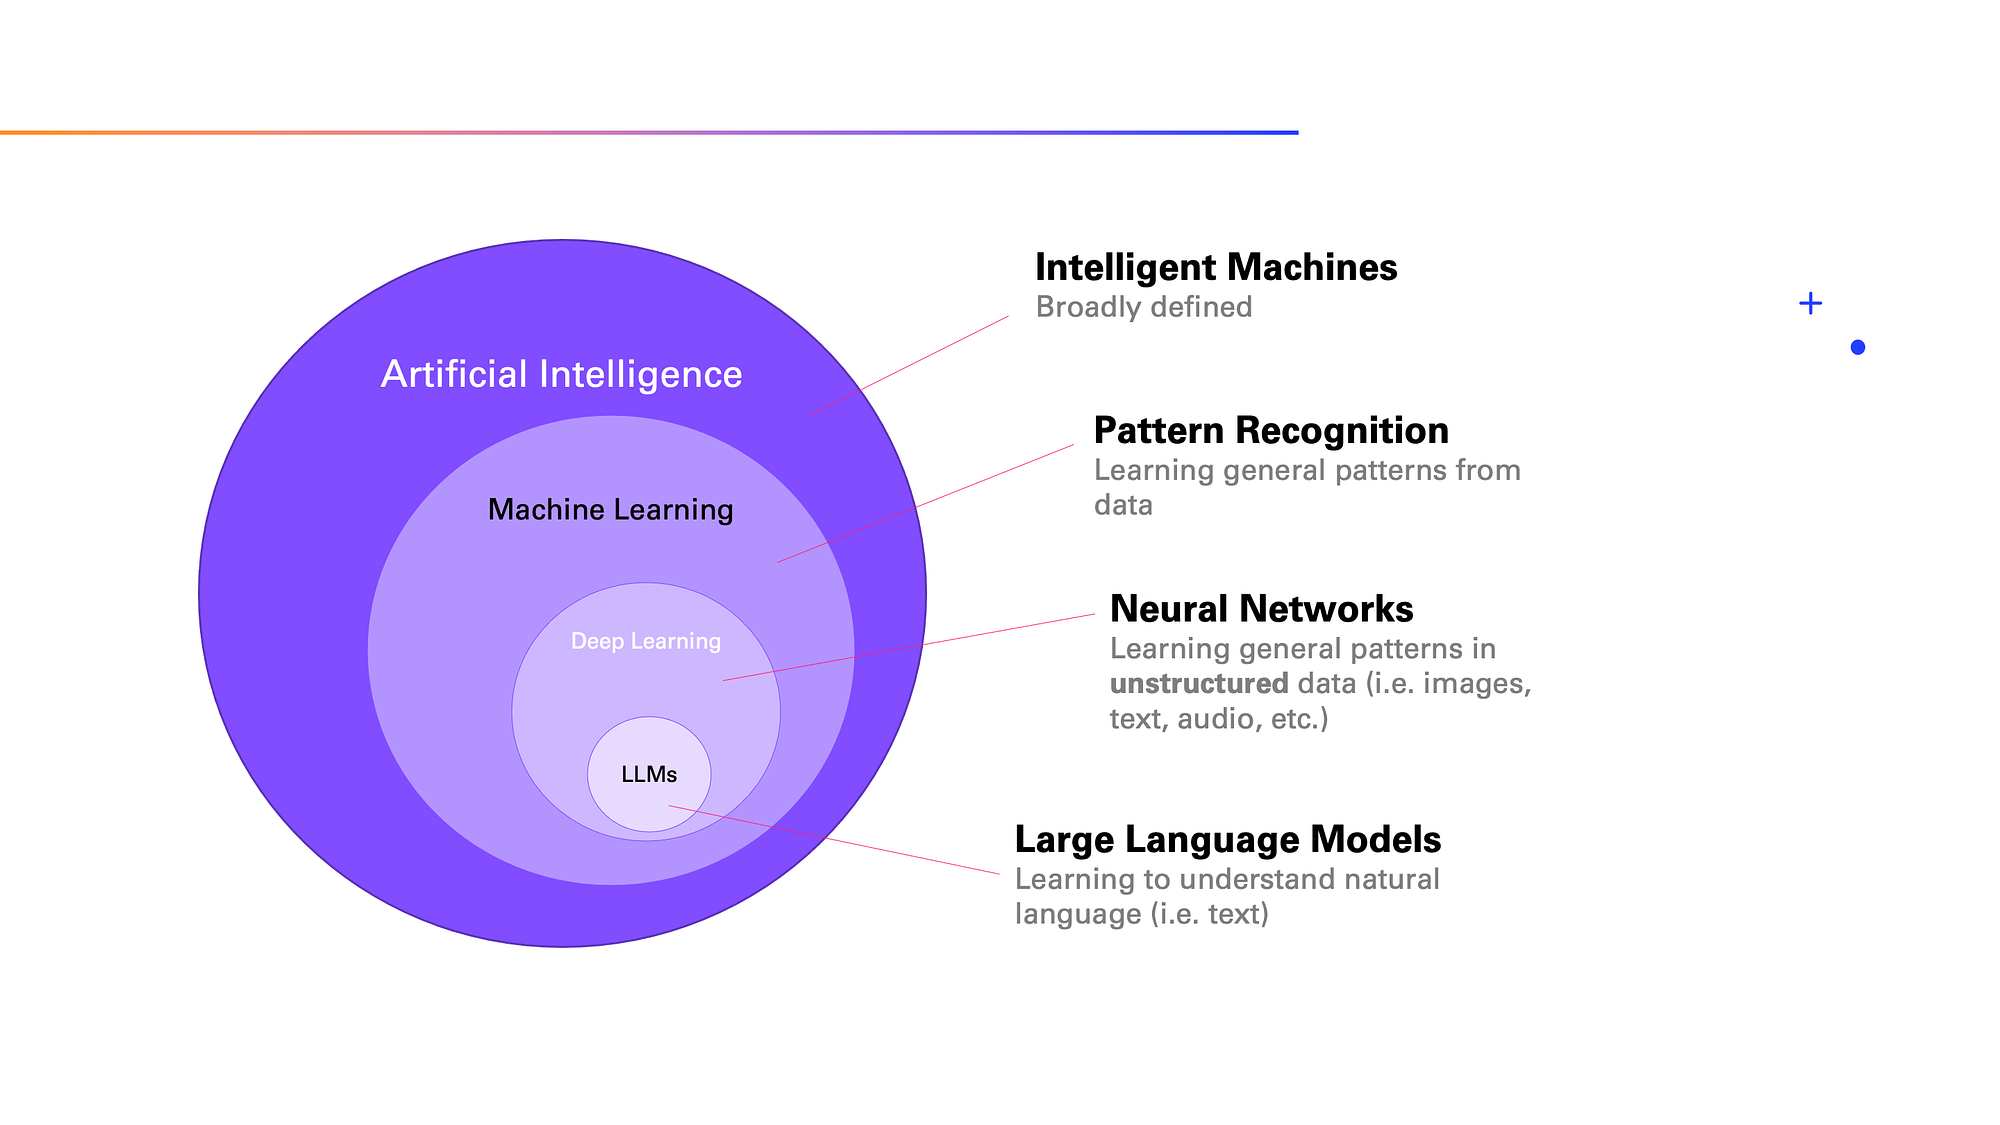 Artificial Intelligence
Machine Learning
Deep Learning
LLMs
Intelligent Machines
Broadly defined
Pattern Recognition
Learning general patterns from
data
Neural Networks
Learning general patterns in
unstructured data (i.e. images,
text, audio, etc.)
Large Language Models
Learning to understand natural
language (i.e. text)